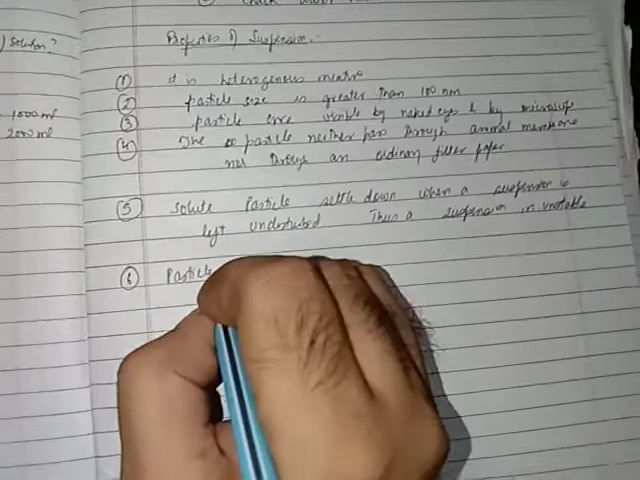 ) Solution?
1000 ml
2000 ml
Properties of Suspension:-
① It is heterogenous mixture
② particle size is greater than 100 nm
③ particle are visible by naked eyes & by microscope
④ The particle neither pass through animal membrane
nor through an ordinary filter paper
⑤ Solute Particle settle down when a suspension is
left undisturbed Thus a suspension is unstable
⑥ Particle